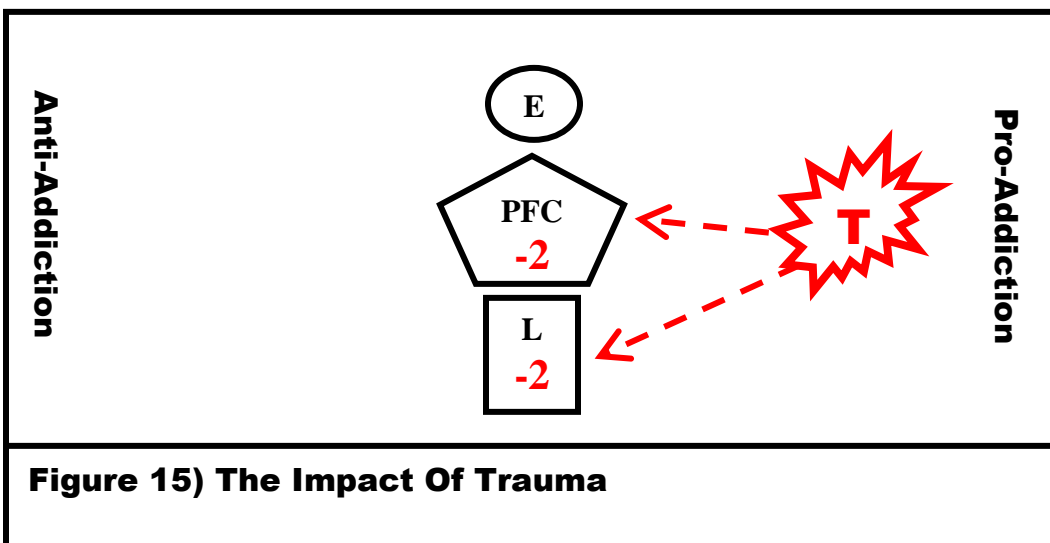 Anti-Addiction
E
PFC
-2
L
-2
T
Pro-Addiction
Figure 15) The Impact Of Trauma